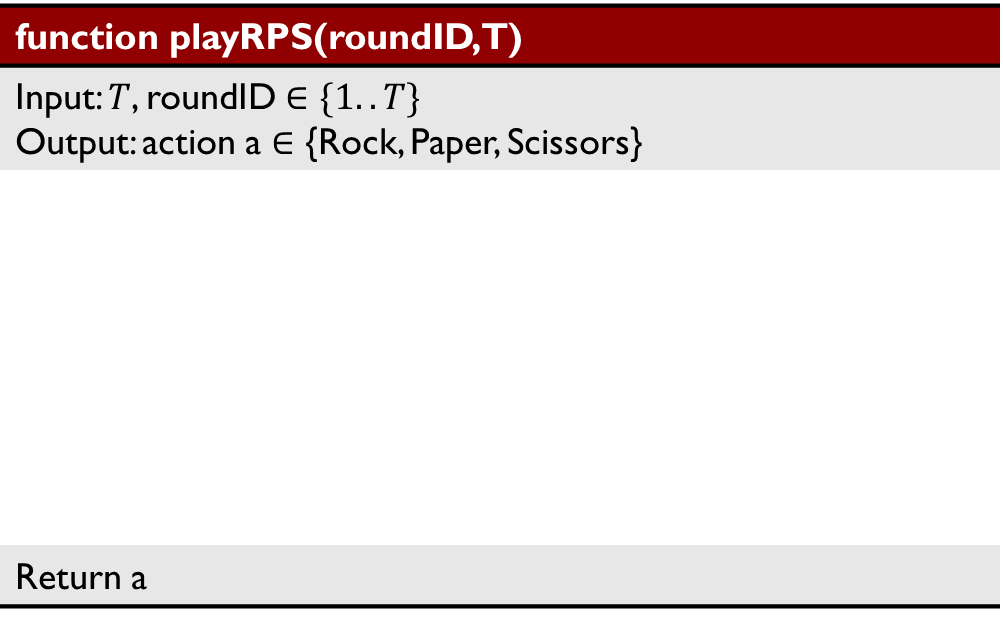 function playRPS(roundID,T)
Input: T, roundID ∈ {1. . T}
Output: action a ∈ {Rock, Paper, Scissors}
Return a